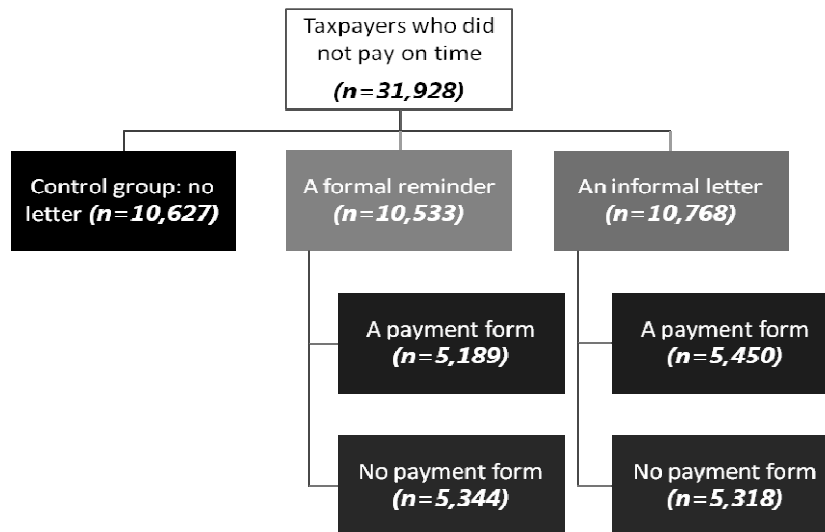 Taxpayers who did
not pay on time
(n=31,928)
Control group: no
letter (n=10,627)
A formal reminder
(n=10,533)
An informal letter
(n=10,768)
A payment form
(n=5,189)
A payment form
(n=5,450)
No payment form
(n=5,344)
No payment form
(n=5,318)